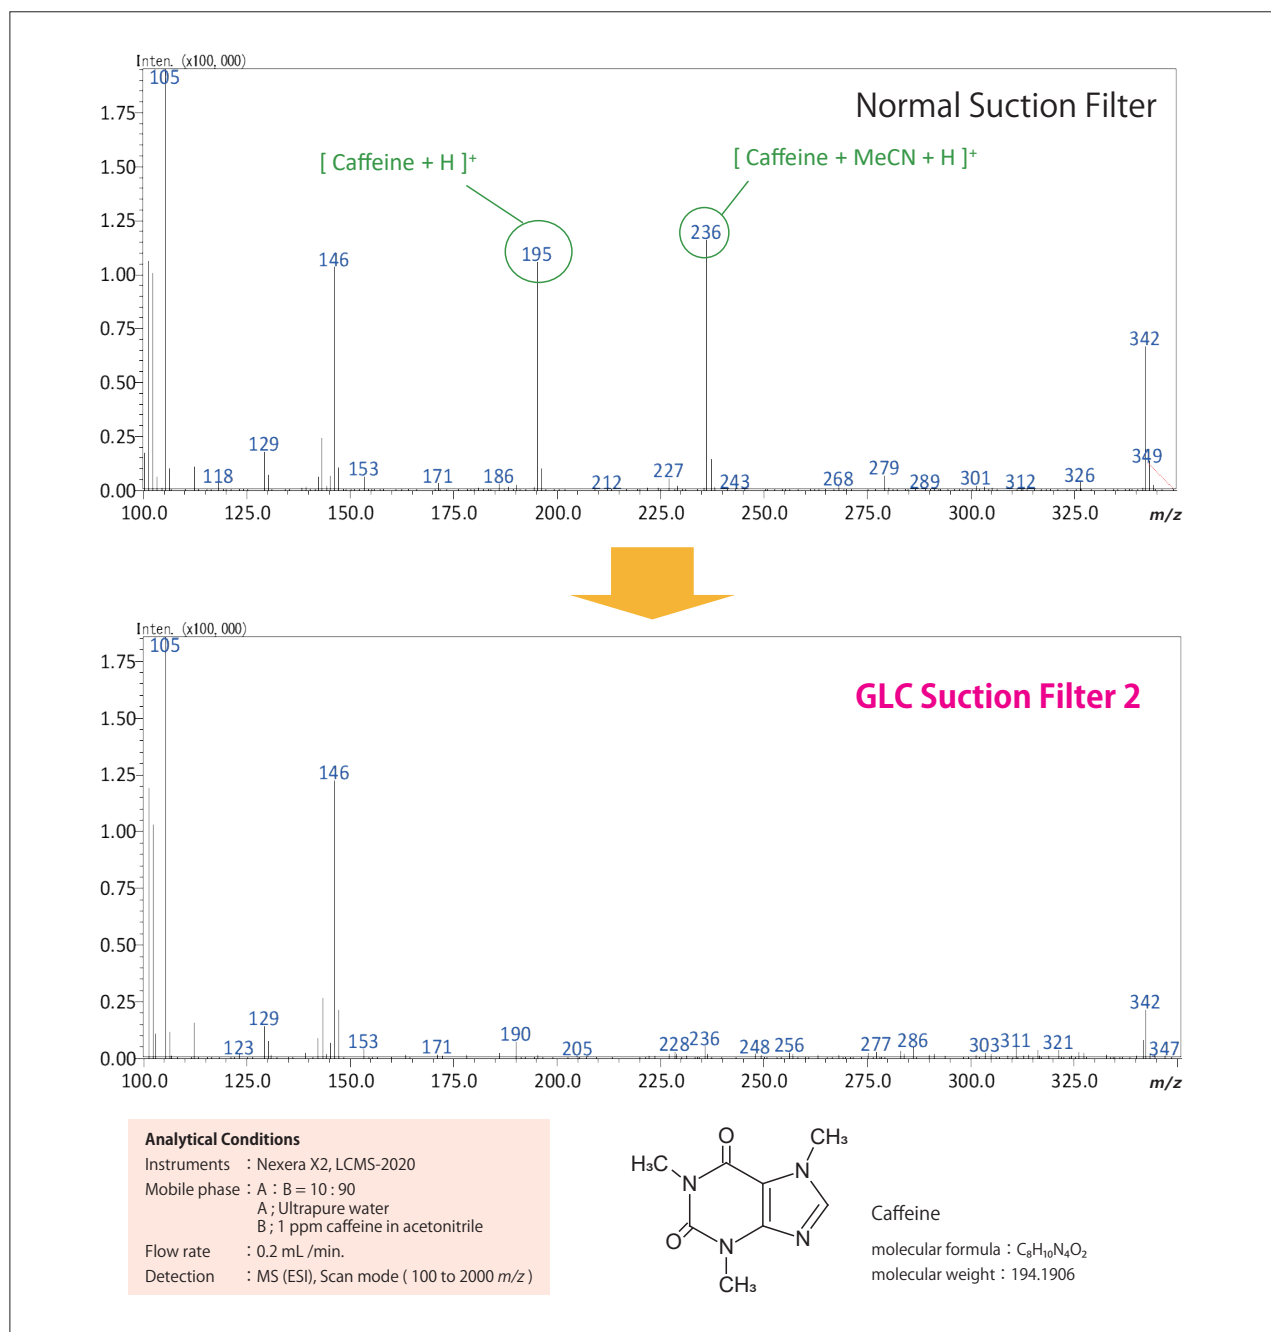 Inten. (x100,000)
Normal Suction Filter
[ Caffeine + H ]⁺
[ Caffeine + MeCN + H ]⁺
105
146
195
236
342
129
118
153
171
186
212
227
243
268
279
289
301
312
326
349
1.75
1.50
1.25
1.00
0.75
0.50
0.25
0.00
100.0 125.0 150.0 175.0 200.0 225.0 250.0 275.0 300.0 325.0 m/z
Inten. (x100,000)
GLC Suction Filter 2
105
146
342
129
123
153
171
190
205
228
236
248
256
277
286
303
311
321
347
1.75
1.50
1.25
1.00
0.75
0.50
0.25
0.00
100.0 125.0 150.0 175.0 200.0 225.0 250.0 275.0 300.0 325.0 m/z
Analytical Conditions
Instruments : Nexera X2, LCMS-2020
Mobile phase : A : B = 10 : 90
A ; Ultrapure water
B ; 1 ppm caffeine in acetonitrile
Flow rate : 0.2 mL /min.
Detection : MS (ESI), Scan mode ( 100 to 2000 m/z )
O
CH₃
H₃C
N
N
O
N
N
CH₃
Caffeine
molecular formula : C₈H₁₀N₄O₂
molecular weight : 194.1906